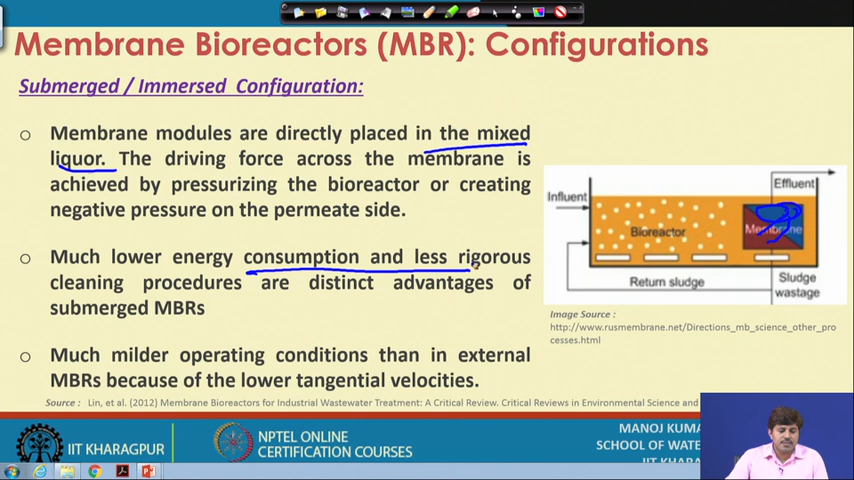 Membrane Bioreactors (MBR): Configurations
Submerged / Immersed Configuration:
o Membrane modules are directly placed in the mixed
liquor. The driving force across the membrane is
achieved by pressurizing the bioreactor or creating
negative pressure on the permeate side.
o Much lower energy consumption and less rigorous
cleaning procedures are distinct advantages of
submerged MBRs
o Much milder operating conditions than in external
MBRs because of the lower tangential velocities.
Effluent
Influent
Bioreactor
Membrane
Return sludge
Sludge
wastage
Image Source :
http://www.rusmembrane.net/Directions_mb_science_other_pro
cesses.html
Source : Lin, et al. (2012) Membrane Bioreactors for Industrial Wastewater Treatment: A Critical Review. Critical Reviews in Environmental Science and
IIT KHARAGPUR
NPTEL ONLINE
CERTIFICATION COURSES
MANOJ KUMA
SCHOOL OF WATE
IIT KHARA